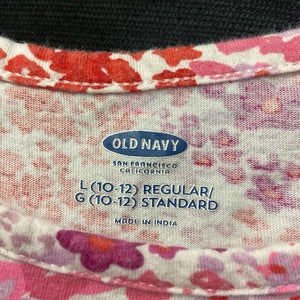 OLD NAVY
SAN FRANCISCO
CALIFORNIA
L (10-12) REGULAR/
G (10-12) STANDARD
MADE IN INDIA